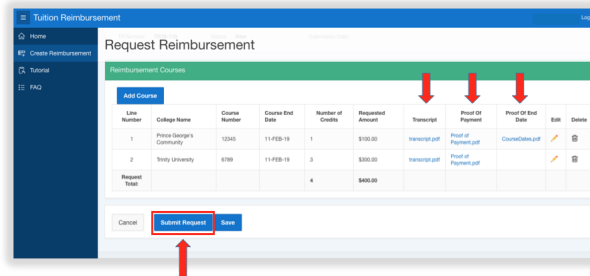 Tuition Reimbursement
Log
Home
Create Reimbursement
Tutorial
FAQ
Request Reimbursement
Reimbursement Courses
Add Course
Line Number College Name Course Number Course End Date Number of Credits Requested Amount Transcript Proof Of Payment Proof Of End Date Edit Delete
1 Prince George's Community 12345 11-FEB-19 1 $100.00 transcript.pdf Proof of Payment.pdf CourseDates.pdf
2 Trinity University 6789 11-FEB-19 3 $300.00 transcript.pdf Proof of Payment.pdf
Request Total: 4 $400.00
Cancel Submit Request Save